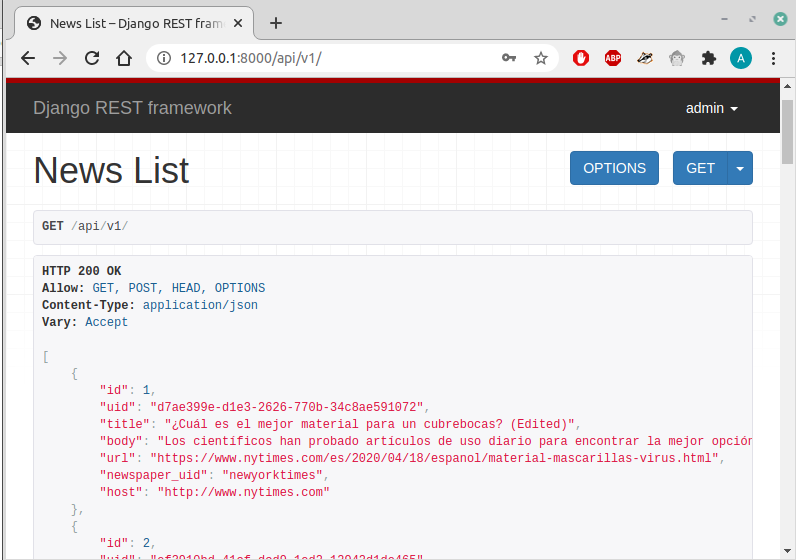 News List – Django REST fram
127.0.0.1:8000/api/v1/
ABP
A
Django REST framework
admin
News List
OPTIONS
GET
GET /api/v1/
HTTP 200 OK
Allow: GET, POST, HEAD, OPTIONS
Content-Type: application/json
Vary: Accept
[
{
"id": 1,
"uid": "d7ae399e-d1e3-2626-770b-34c8ae591072",
"title": "¿Cuál es el mejor material para un cubrebocas? (Edited)",
"body": "Los científicos han probado artículos de uso diario para encontrar la mejor opción
"url": "https://www.nytimes.com/es/2020/04/18/espanol/material-mascarillas-virus.html",
"newspaper_uid": "newyorktimes",
"host": "http://www.nytimes.com"
},
{
"id": 2,